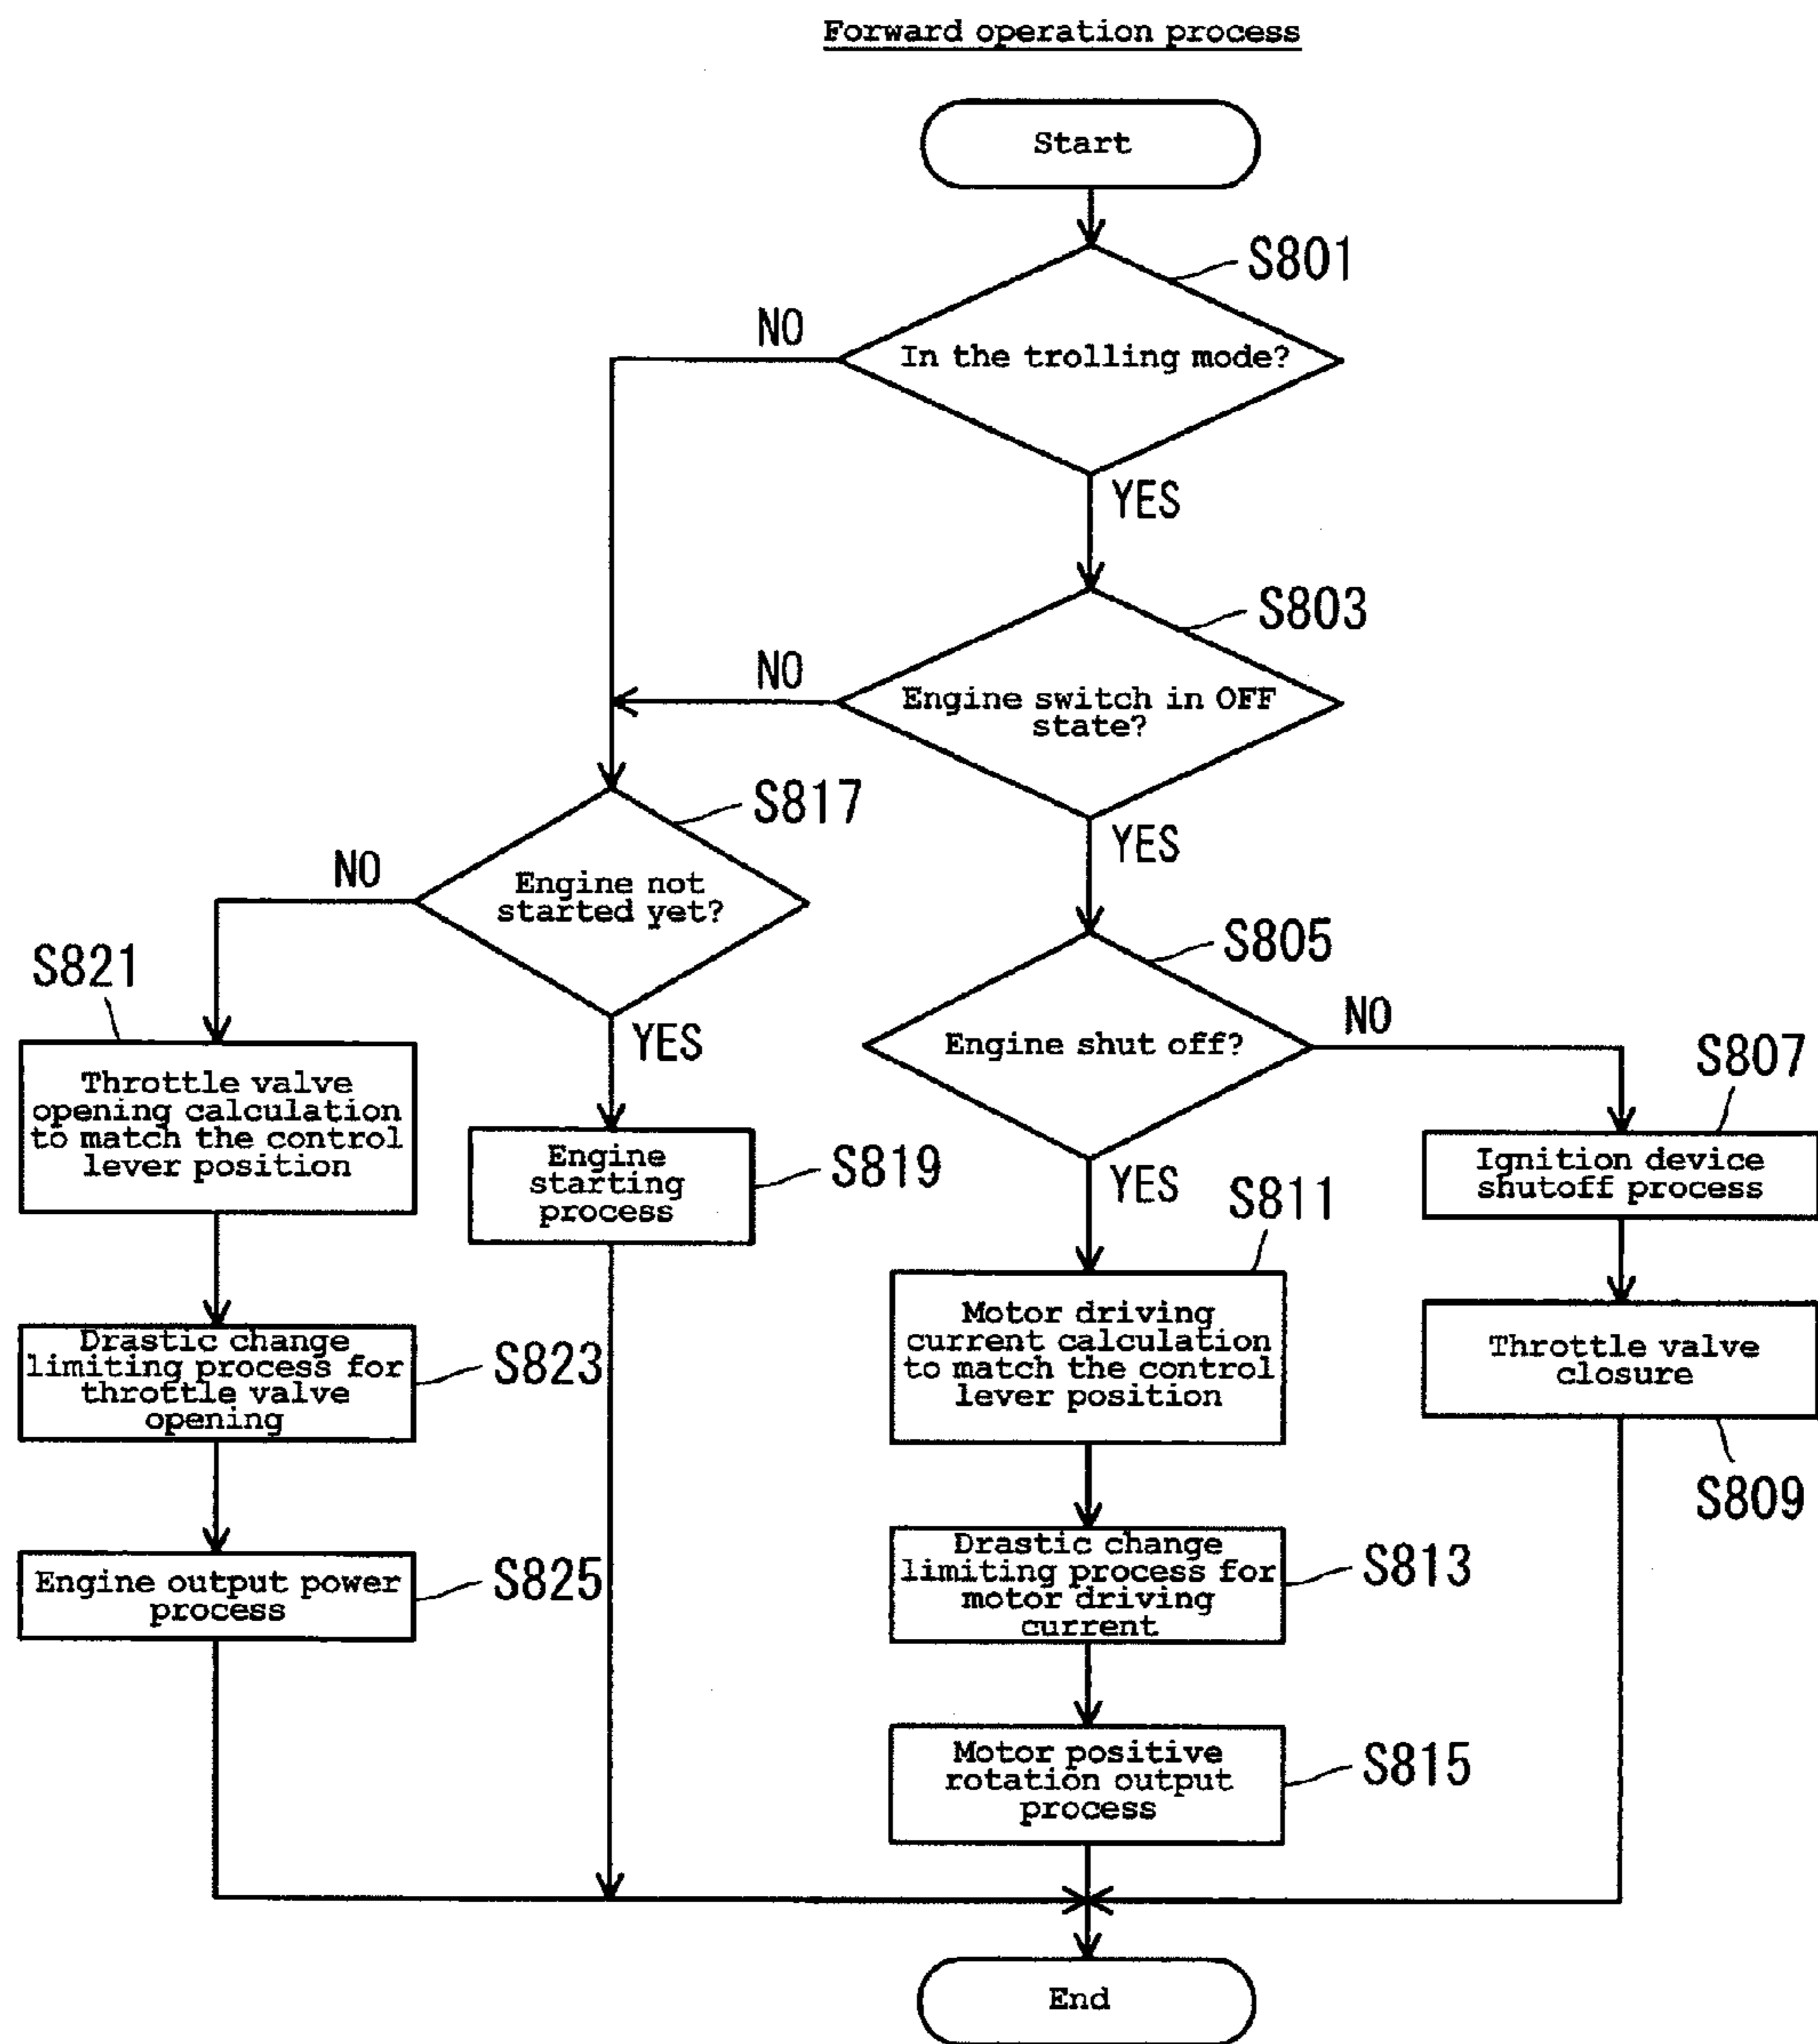 Forward operation process
Start
S801
NO
In the trolling mode?
YES
S803
NO
Engine switch in OFF
state?
YES
S817
NO
Engine not
started yet?
YES
S805
NO
Engine shut off?
YES
S821
Throttle valve
opening calculation
to match the control
lever position
Engine
starting
process
S819
S807
Ignition device
shutoff process
S811
Motor driving
current calculation
to match the control
lever position
Throttle valve
closure
S809
Drastic change
limiting process for
throttle valve
opening
S823
Drastic change
limiting process for
motor driving
current
S813
Engine output power
process
S825
Motor positive
rotation output
process
S815
End